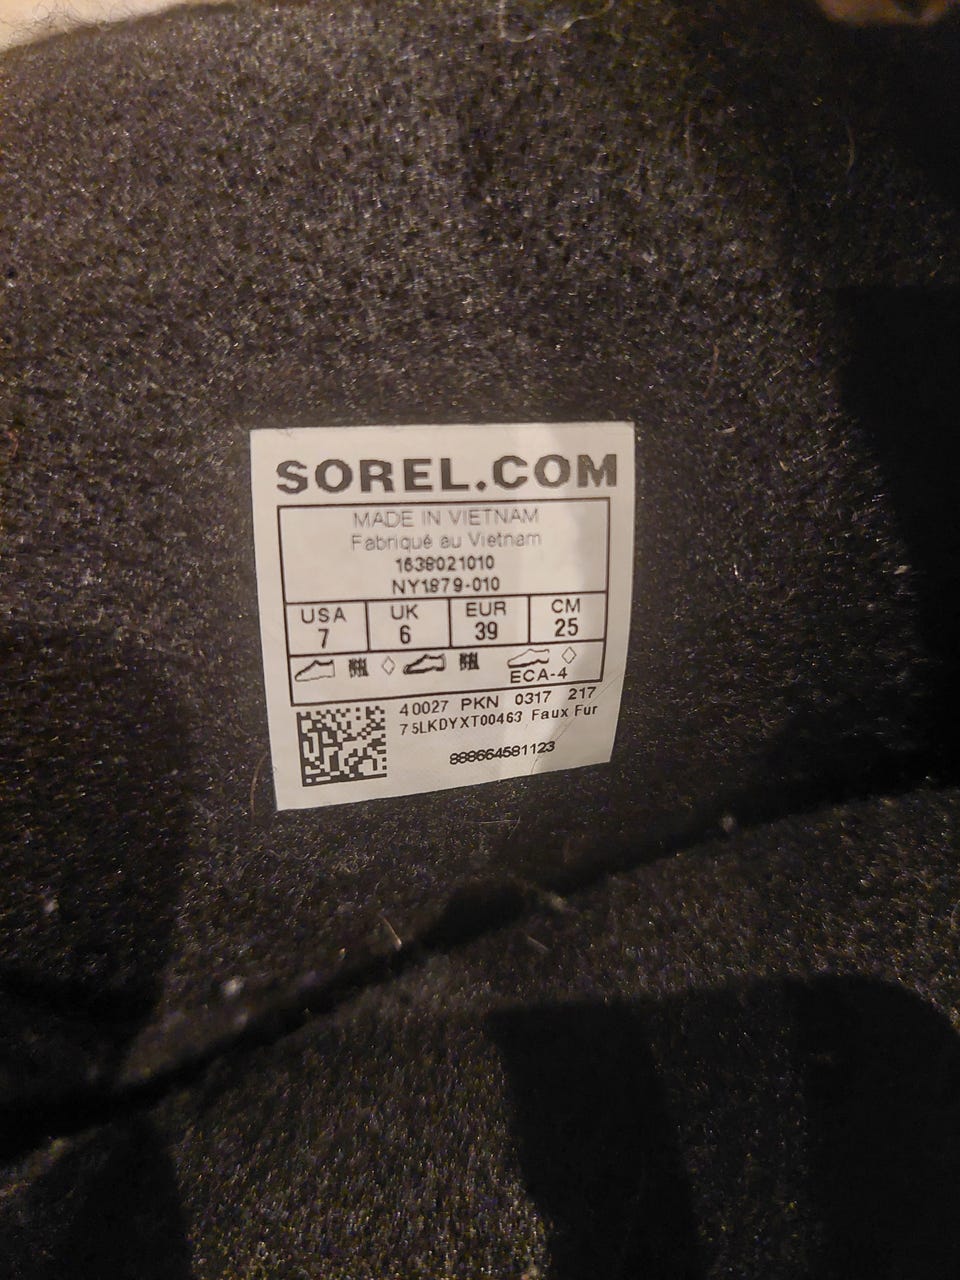 SOREL.COM
MADE IN VIETNAM
Fabriqué au Vietnam
1638021010
NY1879-010
USA UK EUR CM
7 6 39 25
ECA-4
40027 PKN 0317 217
75LKDYXT00463 Faux Fur
888664581123